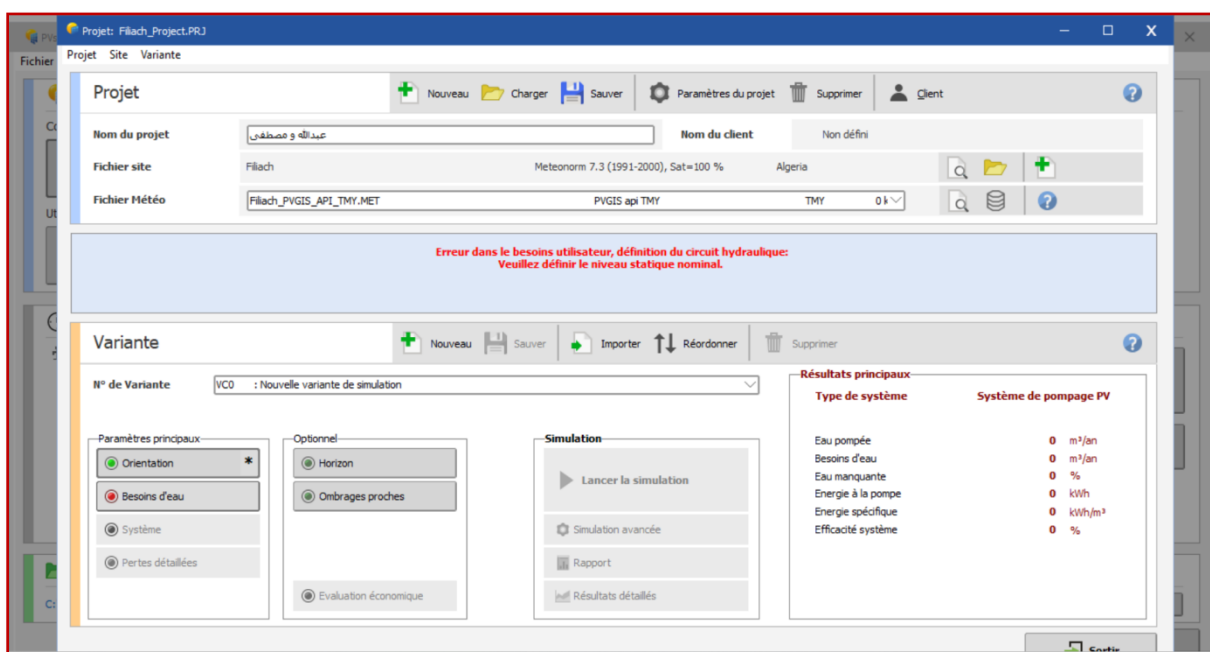 Projet: Filiach_Project.PRJ
PVs
Fichier
Projet Site Variante
Projet
Nouveau Charger Sauver Paramètres du projet Supprimer Client
Nom du projet عبدالله و مصطفى Nom du client Non défini
Fichier site Filiach Meteonorm 7.3 (1991-2000), Sat=100 % Algeria
Fichier Météo Filiach_PVGIS_API_TMY.MET PVGIS api TMY TMY 0 k
Ut
Erreur dans le besoins utilisateur, définition du circuit hydraulique:
Veuillez définir le niveau statique nominal.
Variante
Nouveau Sauver Importer Réordonner Supprimer
N° de Variante VC0 : Nouvelle variante de simulation
Résultats principaux
Type de système Système de pompage PV
Paramètres principaux Optionnel Simulation
Eau pompée 0 m³/an
Orientation * Horizon
Besoins d'eau 0 m³/an
Lancer la simulation
Eau manquante 0 %
Besoins d'eau Ombrages proches
Energie à la pompe 0 kWh
Energie spécifique 0 kWh/m³
Système Simulation avancée
Efficacité système 0 %
Pertes détaillées Rapport
Evaluation économique Résultats détaillés
C:
Sortir